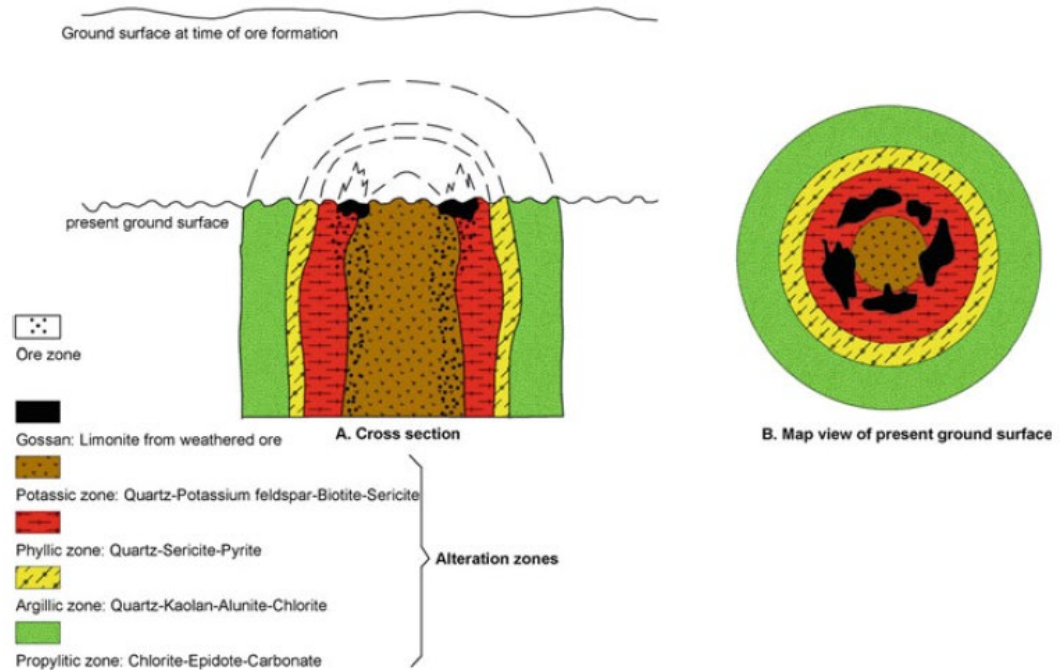 Ground surface at time of ore formation
present ground surface
Ore zone
Gossan: Limonite from weathered ore
Potassic zone: Quartz-Potassium feldspar-Biotite-Sericite
Phyllic zone: Quartz-Sericite-Pyrite
Argillic zone: Quartz-Kaolan-Alunite-Chlorite
Propylitic zone: Chlorite-Epidote-Carbonate
Alteration zones
A. Cross section
B. Map view of present ground surface